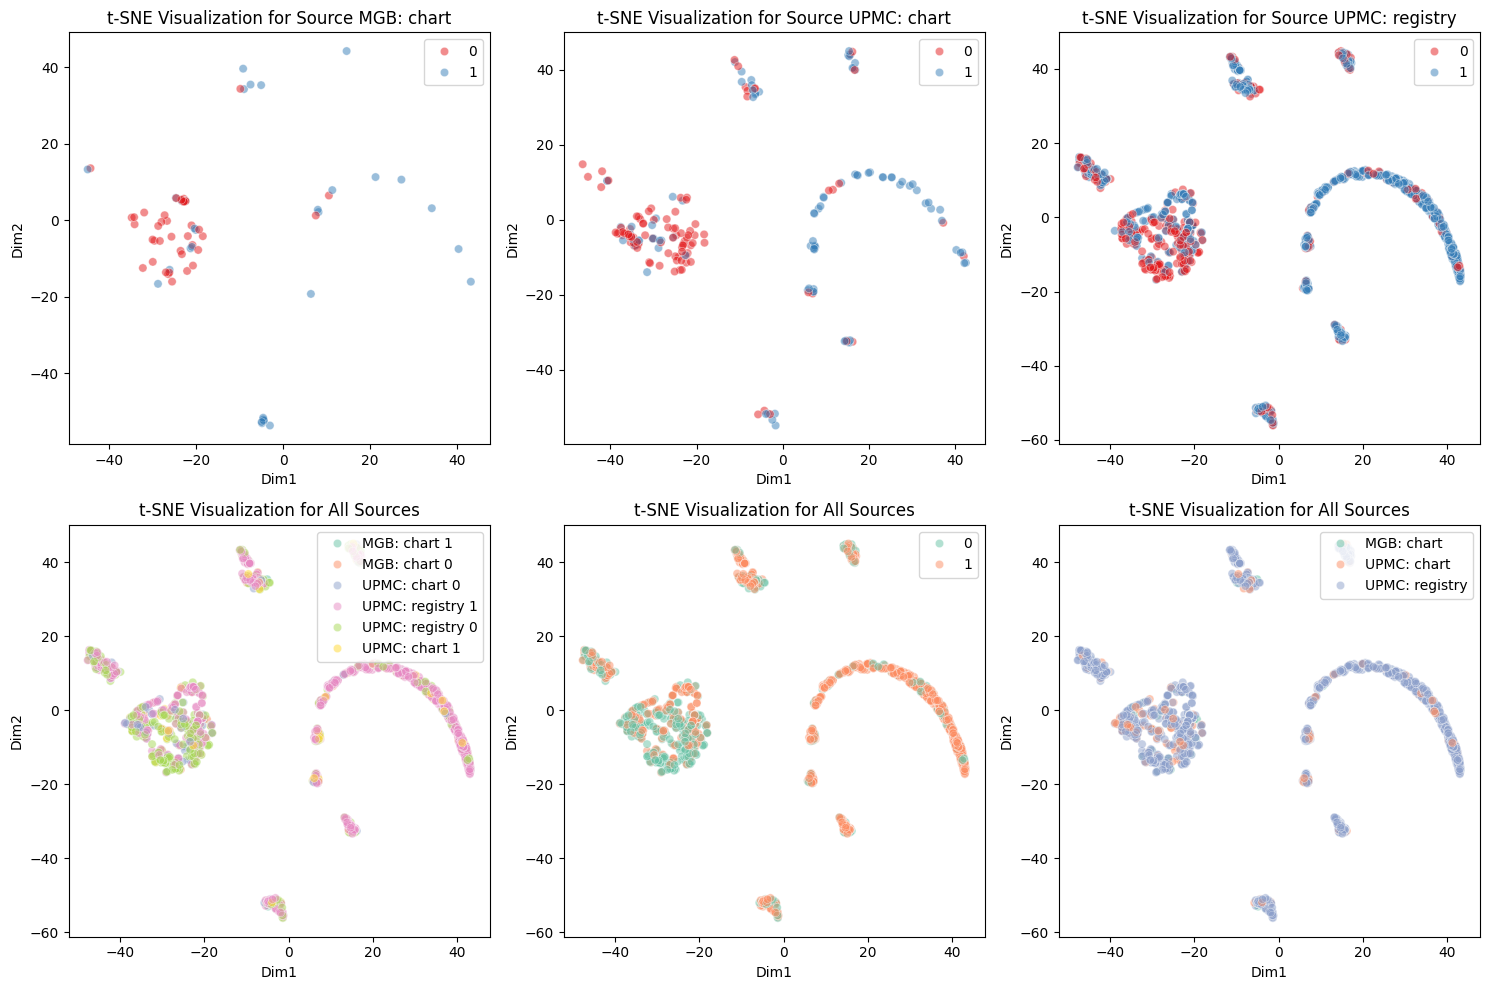 t-SNE Visualization for Source MGB: chart
0
1
40
20
0
−20
−40
Dim2
−40
−20
0
20
40
Dim1
t-SNE Visualization for Source UPMC: chart
0
1
40
20
0
−20
−40
Dim2
−40
−20
0
20
40
Dim1
t-SNE Visualization for Source UPMC: registry
0
1
40
20
0
−20
−40
−60
Dim2
−40
−20
0
20
40
Dim1
t-SNE Visualization for All Sources
MGB: chart 1
MGB: chart 0
UPMC: chart 0
UPMC: registry 1
UPMC: registry 0
UPMC: chart 1
40
20
0
−20
−40
−60
Dim2
−40
−20
0
20
40
Dim1
t-SNE Visualization for All Sources
0
1
40
20
0
−20
−40
−60
Dim2
−40
−20
0
20
40
Dim1
t-SNE Visualization for All Sources
MGB: chart
UPMC: chart
UPMC: registry
40
20
0
−20
−40
−60
Dim2
−40
−20
0
20
40
Dim1